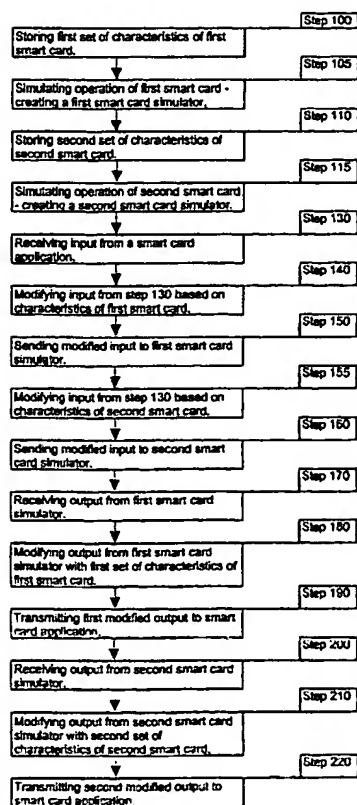 Step 100
Storing first set of characteristics of first
smart card.
Step 105
Simulating operation of first smart card -
creating a first smart card simulator.
Step 110
Storing second set of characteristics of
second smart card.
Step 115
Simulating operation of second smart card
- creating a second smart card simulator.
Step 130
Receiving input from a smart card
application.
Step 140
Modifying input from step 130 based on
characteristics of first smart card.
Step 150
Sending modified input to first smart card
simulator.
Step 155
Modifying input from step 130 based on
characteristics of second smart card.
Step 160
Sending modified input to second smart
card simulator.
Step 170
Receiving output from first smart card
simulator.
Step 180
Modifying output from first smart card
simulator with first set of characteristics of
first smart card.
Step 190
Transmitting first modified output to smart
card application.
Step 200
Receiving output from second smart card
simulator.
Step 210
Modifying output from second smart card
simulator with second set of
characteristics of second smart card.
Step 220
Transmitting second modified output to
smart card application